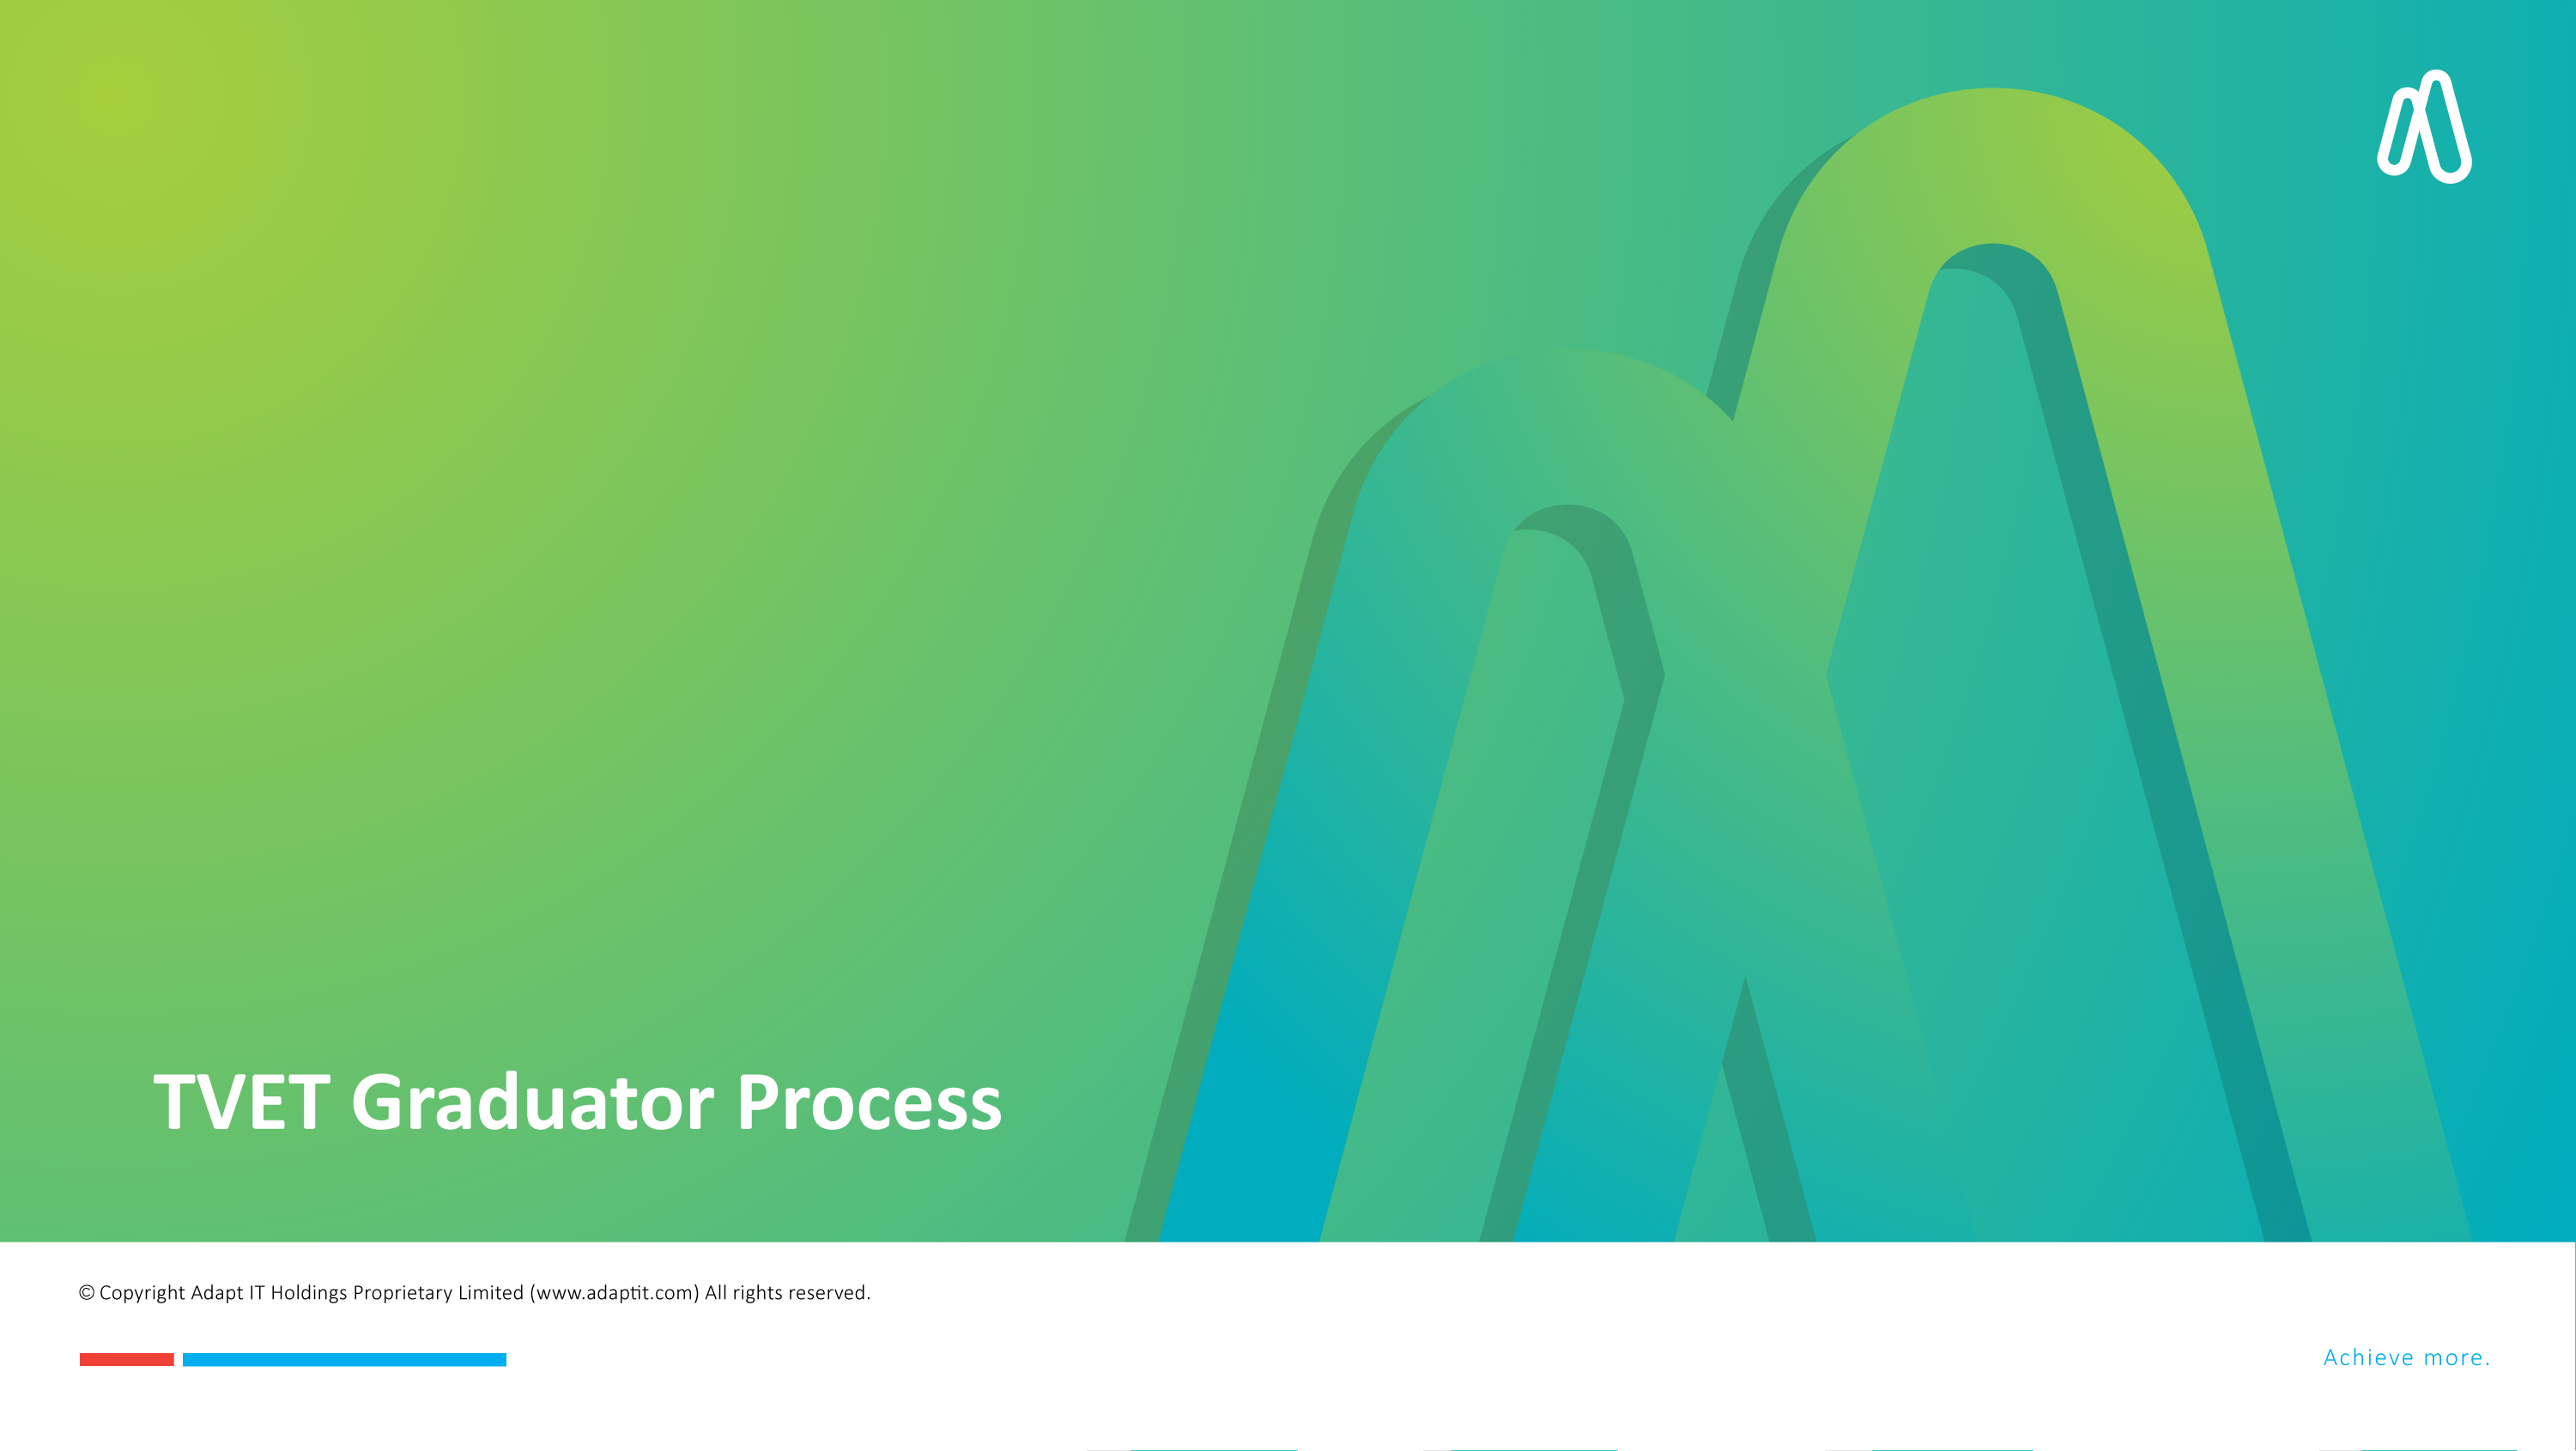 TVET Graduator Process
© Copyright Adapt IT Holdings Proprietary Limited (www.adaptit.com) All rights reserved.
Achieve more.